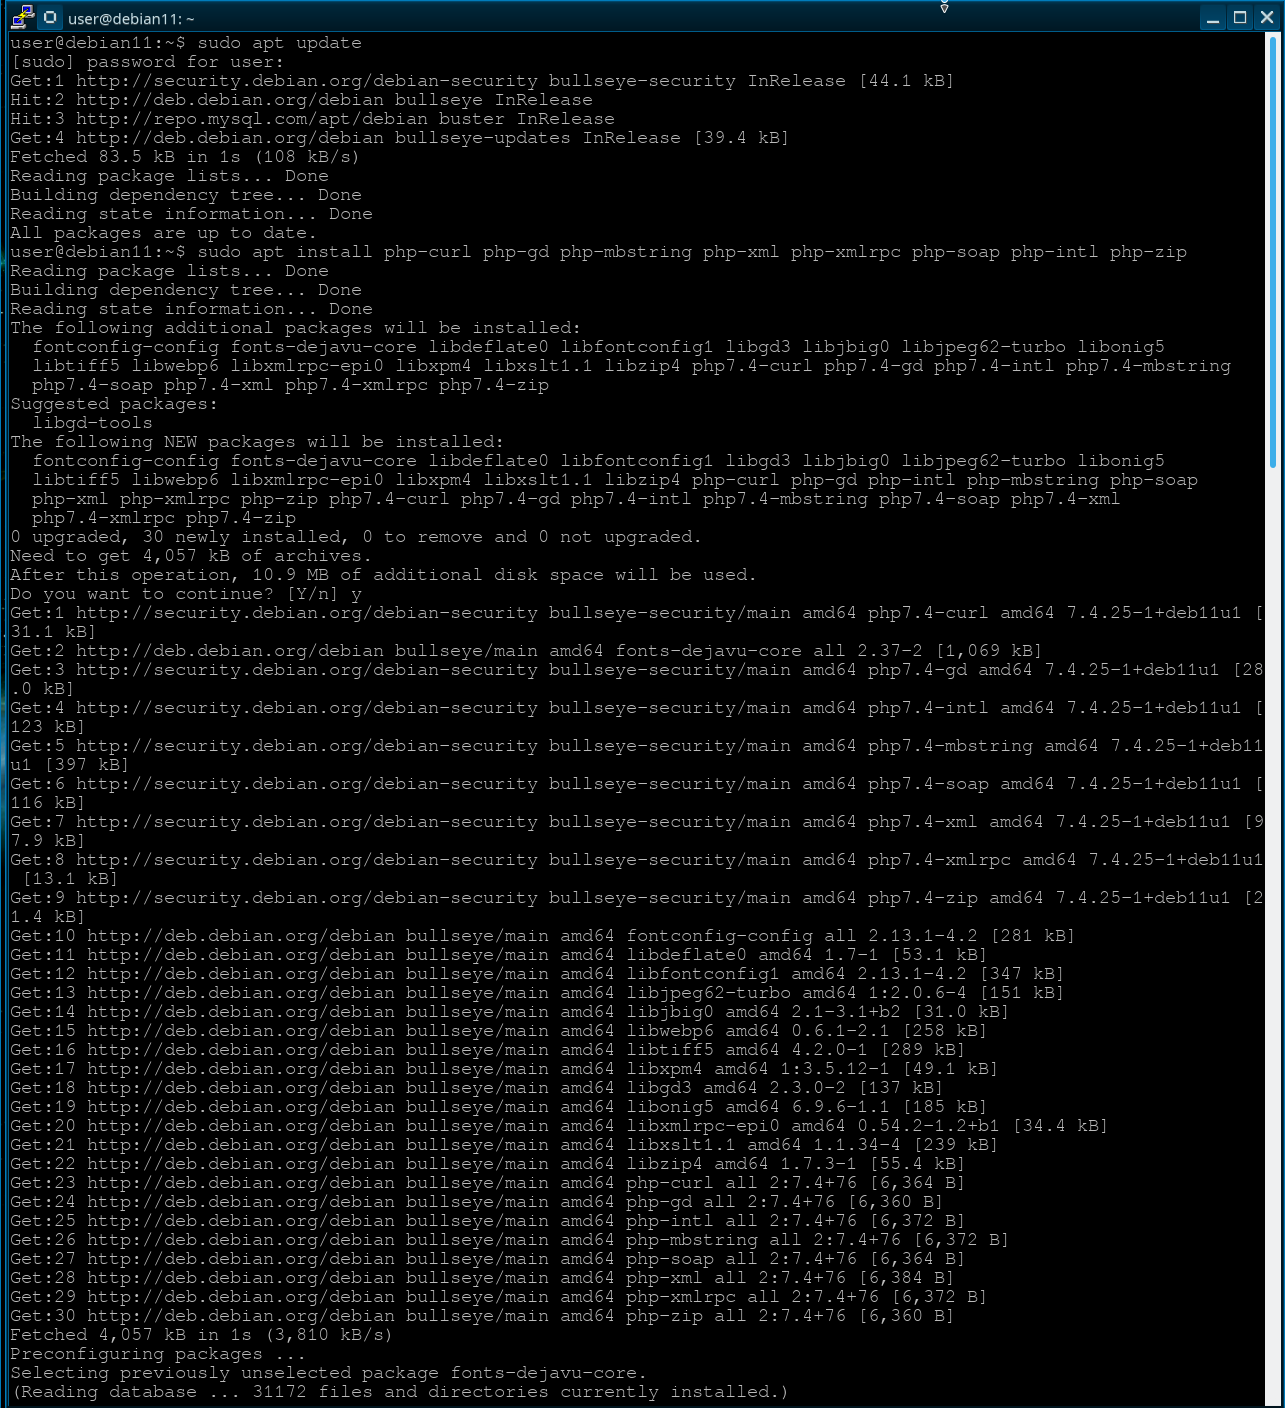 user@debian11: ~
user@debian11:~$ sudo apt update
[sudo] password for user:
Get:1 http://security.debian.org/debian-security bullseye-security InRelease [44.1 kB]
Hit:2 http://deb.debian.org/debian bullseye InRelease
Hit:3 http://repo.mysql.com/apt/debian buster InRelease
Get:4 http://deb.debian.org/debian bullseye-updates InRelease [39.4 kB]
Fetched 83.5 kB in 1s (108 kB/s)
Reading package lists... Done
Building dependency tree... Done
Reading state information... Done
All packages are up to date.
user@debian11:~$ sudo apt install php-curl php-gd php-mbstring php-xml php-xmlrpc php-soap php-intl php-zip
Reading package lists... Done
Building dependency tree... Done
Reading state information... Done
The following additional packages will be installed:
  fontconfig-config fonts-dejavu-core libdeflate0 libfontconfig1 libgd3 libjbig0 libjpeg62-turbo libonig5
  libtiff5 libwebp6 libxmlrpc-epi0 libxpm4 libxslt1.1 libzip4 php7.4-curl php7.4-gd php7.4-intl php7.4-mbstring
  php7.4-soap php7.4-xml php7.4-xmlrpc php7.4-zip
Suggested packages:
  libgd-tools
The following NEW packages will be installed:
  fontconfig-config fonts-dejavu-core libdeflate0 libfontconfig1 libgd3 libjbig0 libjpeg62-turbo libonig5
  libtiff5 libwebp6 libxmlrpc-epi0 libxpm4 libxslt1.1 libzip4 php-curl php-gd php-intl php-mbstring php-soap
  php-xml php-xmlrpc php-zip php7.4-curl php7.4-gd php7.4-intl php7.4-mbstring php7.4-soap php7.4-xml
  php7.4-xmlrpc php7.4-zip
0 upgraded, 30 newly installed, 0 to remove and 0 not upgraded.
Need to get 4,057 kB of archives.
After this operation, 10.9 MB of additional disk space will be used.
Do you want to continue? [Y/n] y
Get:1 http://security.debian.org/debian-security bullseye-security/main amd64 php7.4-curl amd64 7.4.25-1+deb11u1 [
31.1 kB]
Get:2 http://deb.debian.org/debian bullseye/main amd64 fonts-dejavu-core all 2.37-2 [1,069 kB]
Get:3 http://security.debian.org/debian-security bullseye-security/main amd64 php7.4-gd amd64 7.4.25-1+deb11u1 [28
.0 kB]
Get:4 http://security.debian.org/debian-security bullseye-security/main amd64 php7.4-intl amd64 7.4.25-1+deb11u1 [
123 kB]
Get:5 http://security.debian.org/debian-security bullseye-security/main amd64 php7.4-mbstring amd64 7.4.25-1+deb11
u1 [397 kB]
Get:6 http://security.debian.org/debian-security bullseye-security/main amd64 php7.4-soap amd64 7.4.25-1+deb11u1 [
116 kB]
Get:7 http://security.debian.org/debian-security bullseye-security/main amd64 php7.4-xml amd64 7.4.25-1+deb11u1 [9
7.9 kB]
Get:8 http://security.debian.org/debian-security bullseye-security/main amd64 php7.4-xmlrpc amd64 7.4.25-1+deb11u1
 [13.1 kB]
Get:9 http://security.debian.org/debian-security bullseye-security/main amd64 php7.4-zip amd64 7.4.25-1+deb11u1 [2
1.4 kB]
Get:10 http://deb.debian.org/debian bullseye/main amd64 fontconfig-config all 2.13.1-4.2 [281 kB]
Get:11 http://deb.debian.org/debian bullseye/main amd64 libdeflate0 amd64 1.7-1 [53.1 kB]
Get:12 http://deb.debian.org/debian bullseye/main amd64 libfontconfig1 amd64 2.13.1-4.2 [347 kB]
Get:13 http://deb.debian.org/debian bullseye/main amd64 libjpeg62-turbo amd64 1:2.0.6-4 [151 kB]
Get:14 http://deb.debian.org/debian bullseye/main amd64 libjbig0 amd64 2.1-3.1+b2 [31.0 kB]
Get:15 http://deb.debian.org/debian bullseye/main amd64 libwebp6 amd64 0.6.1-2.1 [258 kB]
Get:16 http://deb.debian.org/debian bullseye/main amd64 libtiff5 amd64 4.2.0-1 [289 kB]
Get:17 http://deb.debian.org/debian bullseye/main amd64 libxpm4 amd64 1:3.5.12-1 [49.1 kB]
Get:18 http://deb.debian.org/debian bullseye/main amd64 libgd3 amd64 2.3.0-2 [137 kB]
Get:19 http://deb.debian.org/debian bullseye/main amd64 libonig5 amd64 6.9.6-1.1 [185 kB]
Get:20 http://deb.debian.org/debian bullseye/main amd64 libxmlrpc-epi0 amd64 0.54.2-1.2+b1 [34.4 kB]
Get:21 http://deb.debian.org/debian bullseye/main amd64 libxslt1.1 amd64 1.1.34-4 [239 kB]
Get:22 http://deb.debian.org/debian bullseye/main amd64 libzip4 amd64 1.7.3-1 [55.4 kB]
Get:23 http://deb.debian.org/debian bullseye/main amd64 php-curl all 2:7.4+76 [6,364 B]
Get:24 http://deb.debian.org/debian bullseye/main amd64 php-gd all 2:7.4+76 [6,360 B]
Get:25 http://deb.debian.org/debian bullseye/main amd64 php-intl all 2:7.4+76 [6,372 B]
Get:26 http://deb.debian.org/debian bullseye/main amd64 php-mbstring all 2:7.4+76 [6,372 B]
Get:27 http://deb.debian.org/debian bullseye/main amd64 php-soap all 2:7.4+76 [6,364 B]
Get:28 http://deb.debian.org/debian bullseye/main amd64 php-xml all 2:7.4+76 [6,384 B]
Get:29 http://deb.debian.org/debian bullseye/main amd64 php-xmlrpc all 2:7.4+76 [6,372 B]
Get:30 http://deb.debian.org/debian bullseye/main amd64 php-zip all 2:7.4+76 [6,360 B]
Fetched 4,057 kB in 1s (3,810 kB/s)
Preconfiguring packages ...
Selecting previously unselected package fonts-dejavu-core.
(Reading database ... 31172 files and directories currently installed.)